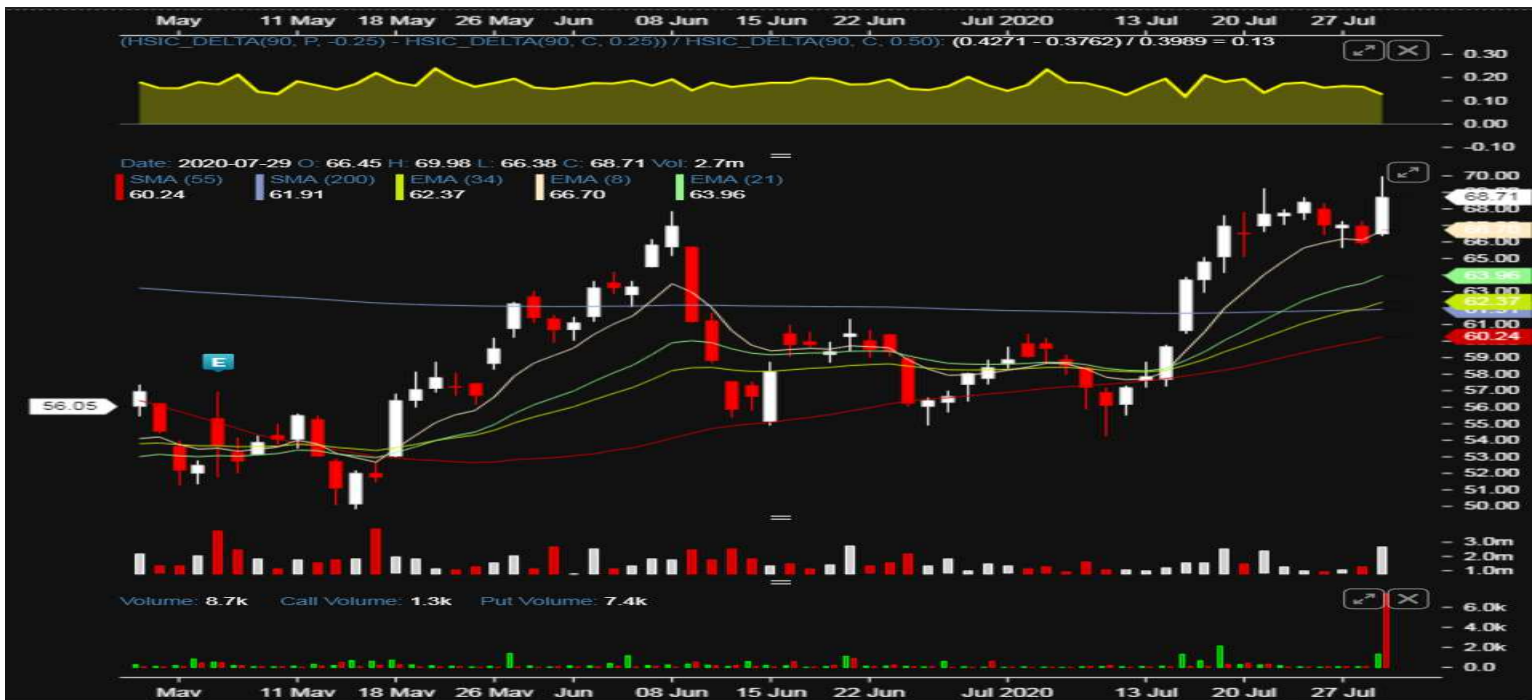 May 11 May 18 May 26 May Jun 08 Jun 15 Jun 22 Jun Jul 2020 13 Jul 20 Jul 27 Jul
(HSIC_DELTA(90, P, -0.25) - HSIC_DELTA(90, C, 0.25)) / HSIC_DELTA(90, C, 0.50): (0.4271 - 0.3762) / 0.3989 = 0.13
0.30
0.20
0.10
0.00
-0.10
Date: 2020-07-29 O: 66.45 H: 69.98 L: 66.38 C: 68.71 Vol: 2.7m
SMA (55) SMA (200) EMA (34) EMA (8) EMA (21)
60.24 61.91 62.37 66.70 63.96
70.00
68.71
68.00
66.70
66.00
65.00
63.96
63.00
62.37
61.91
61.00
60.24
59.00
58.00
57.00
56.00
55.00
54.00
53.00
52.00
51.00
50.00
E
56.05
3.0m
2.0m
1.0m
Volume: 8.7k Call Volume: 1.3k Put Volume: 7.4k
6.0k
4.0k
2.0k
0.0
May 11 May 18 May 26 May Jun 08 Jun 15 Jun 22 Jun Jul 2020 13 Jul 20 Jul 27 Jul